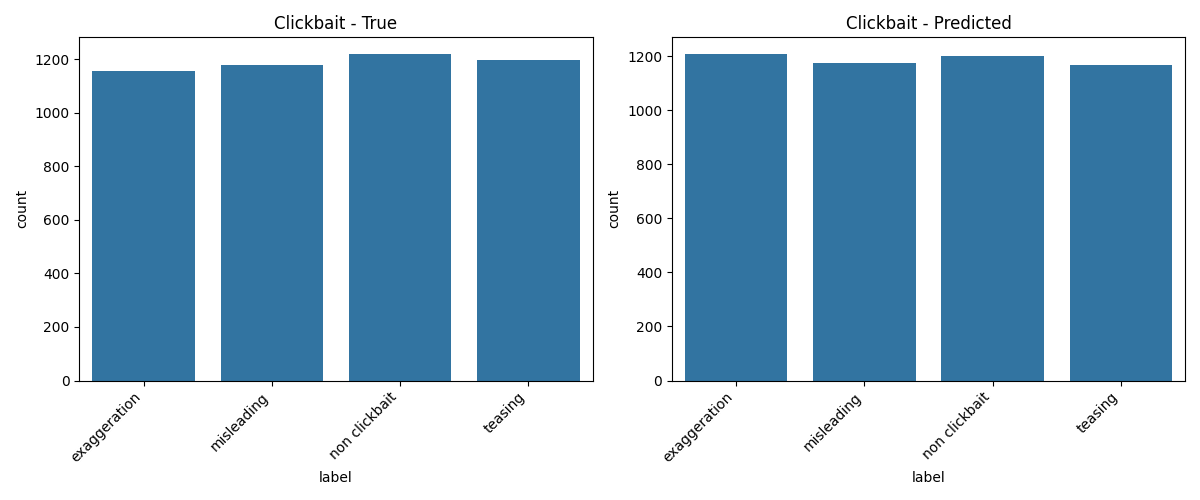 Clickbait - True
count
1200
1000
800
600
400
200
0
exaggeration
misleading
non clickbait
teasing
label
Clickbait - Predicted
count
1200
1000
800
600
400
200
0
exaggeration
misleading
non clickbait
teasing
label